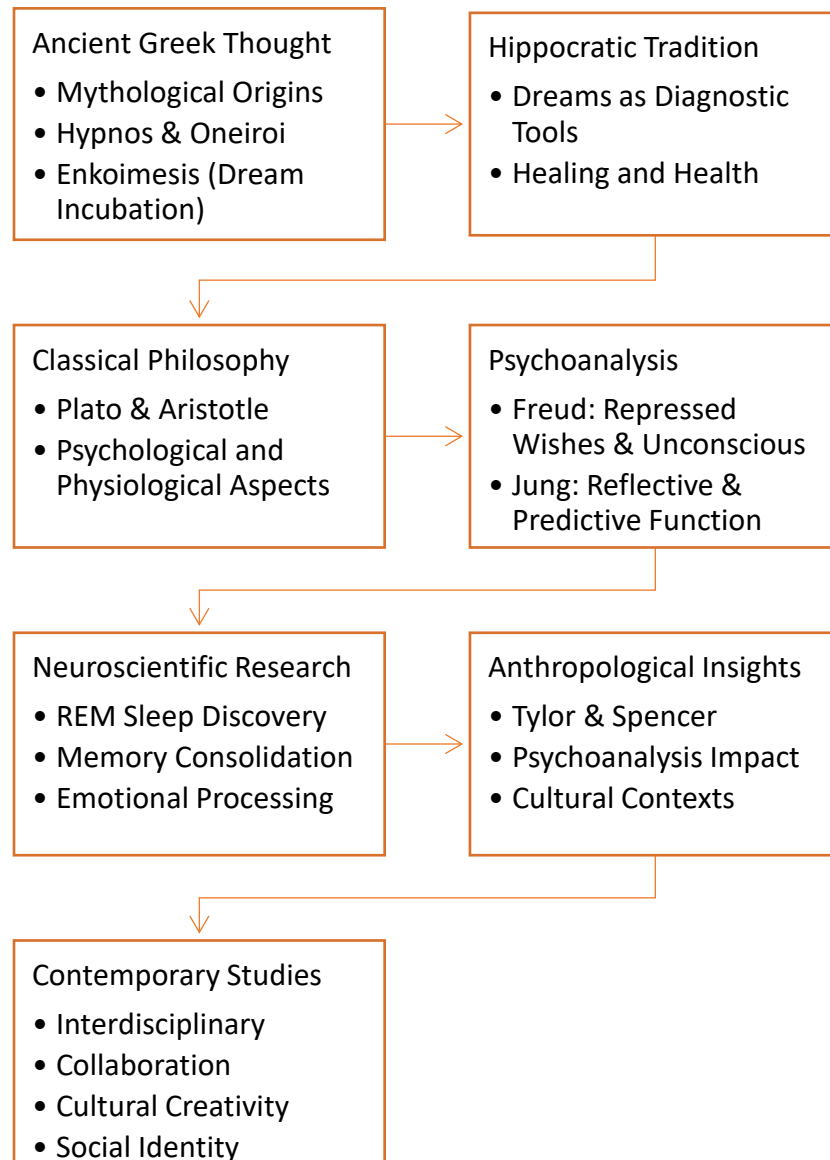 Ancient Greek Thought
• Mythological Origins
• Hypnos & Oneiroi
• Enkoimesis (Dream
Incubation)
Hippocratic Tradition
• Dreams as Diagnostic
Tools
• Healing and Health
Classical Philosophy
• Plato & Aristotle
• Psychological and
Physiological Aspects
Psychoanalysis
• Freud: Repressed
Wishes & Unconscious
• Jung: Reflective &
Predictive Function
Neuroscientific Research
• REM Sleep Discovery
• Memory Consolidation
• Emotional Processing
Anthropological Insights
• Tylor & Spencer
• Psychoanalysis Impact
• Cultural Contexts
Contemporary Studies
• Interdisciplinary
• Collaboration
• Cultural Creativity
• Social Identity